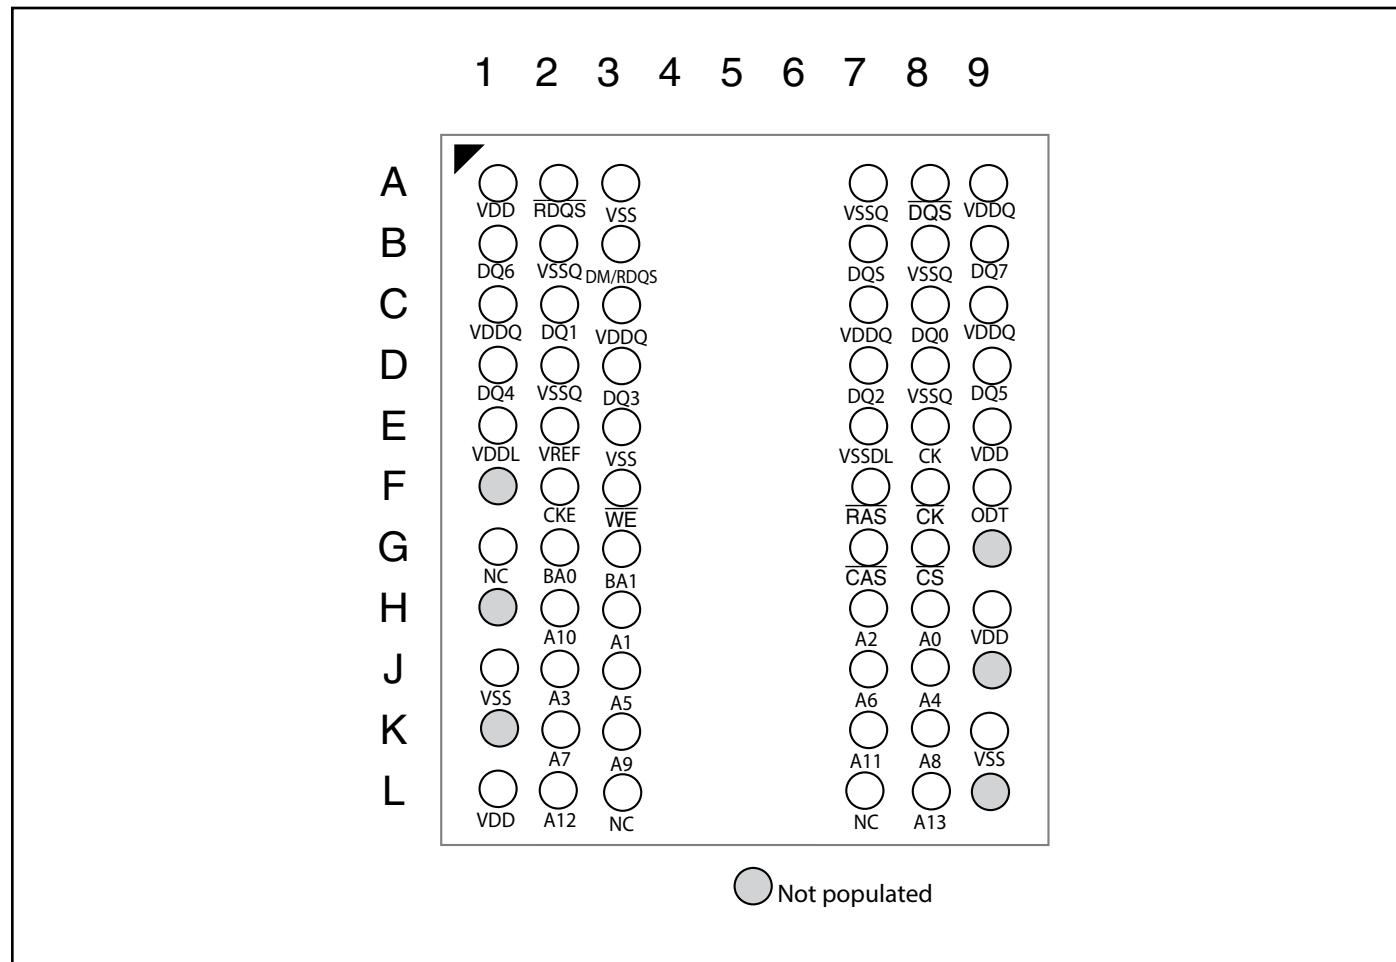 1 2 3 4 5 6 7 8 9
A
VDD RDQS VSS VSSQ DQS VDDQ
B
DQ6 VSSQ DM/RDQS DQS VSSQ DQ7
C
VDDQ DQ1 VDDQ VDDQ DQ0 VDDQ
D
DQ4 VSSQ DQ3 DQ2 VSSQ DQ5
E
VDDL VREF VSS VSSDL CK VDD
F
CKE WE RAS CK ODT
G
NC BA0 BA1 CAS CS
H
A10 A1 A2 A0 VDD
J
VSS A3 A5 A6 A4
K
A7 A9 A11 A8 VSS
L
VDD A12 NC NC A13
Not populated